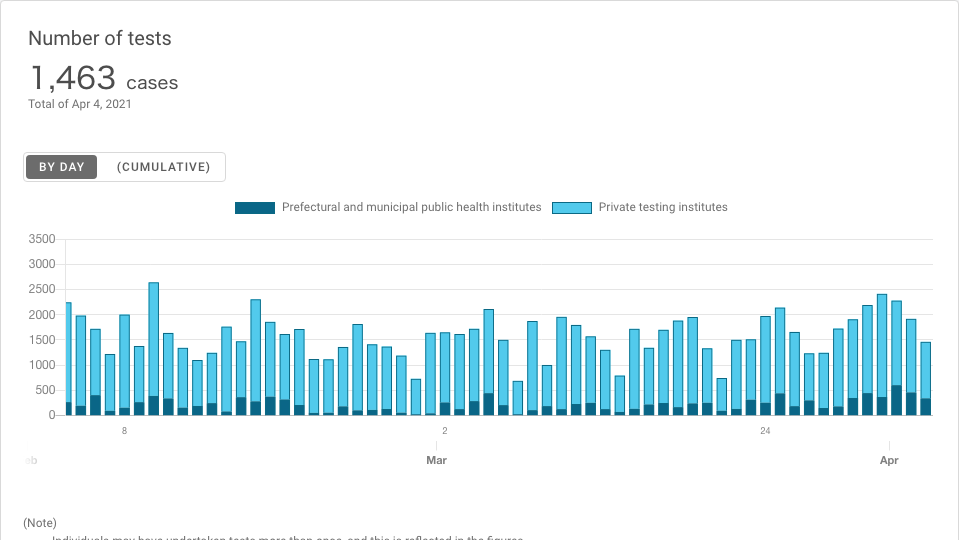 Number of tests
1,463 cases
Total of Apr 4, 2021
BY DAY (CUMULATIVE)
Prefectural and municipal public health institutes Private testing institutes
3500
3000
2500
2000
1500
1000
500
0
8 2 24
eb Mar Apr
(Note)
Individuals may have undertaken tests more than once, and this is reflected in the figures.